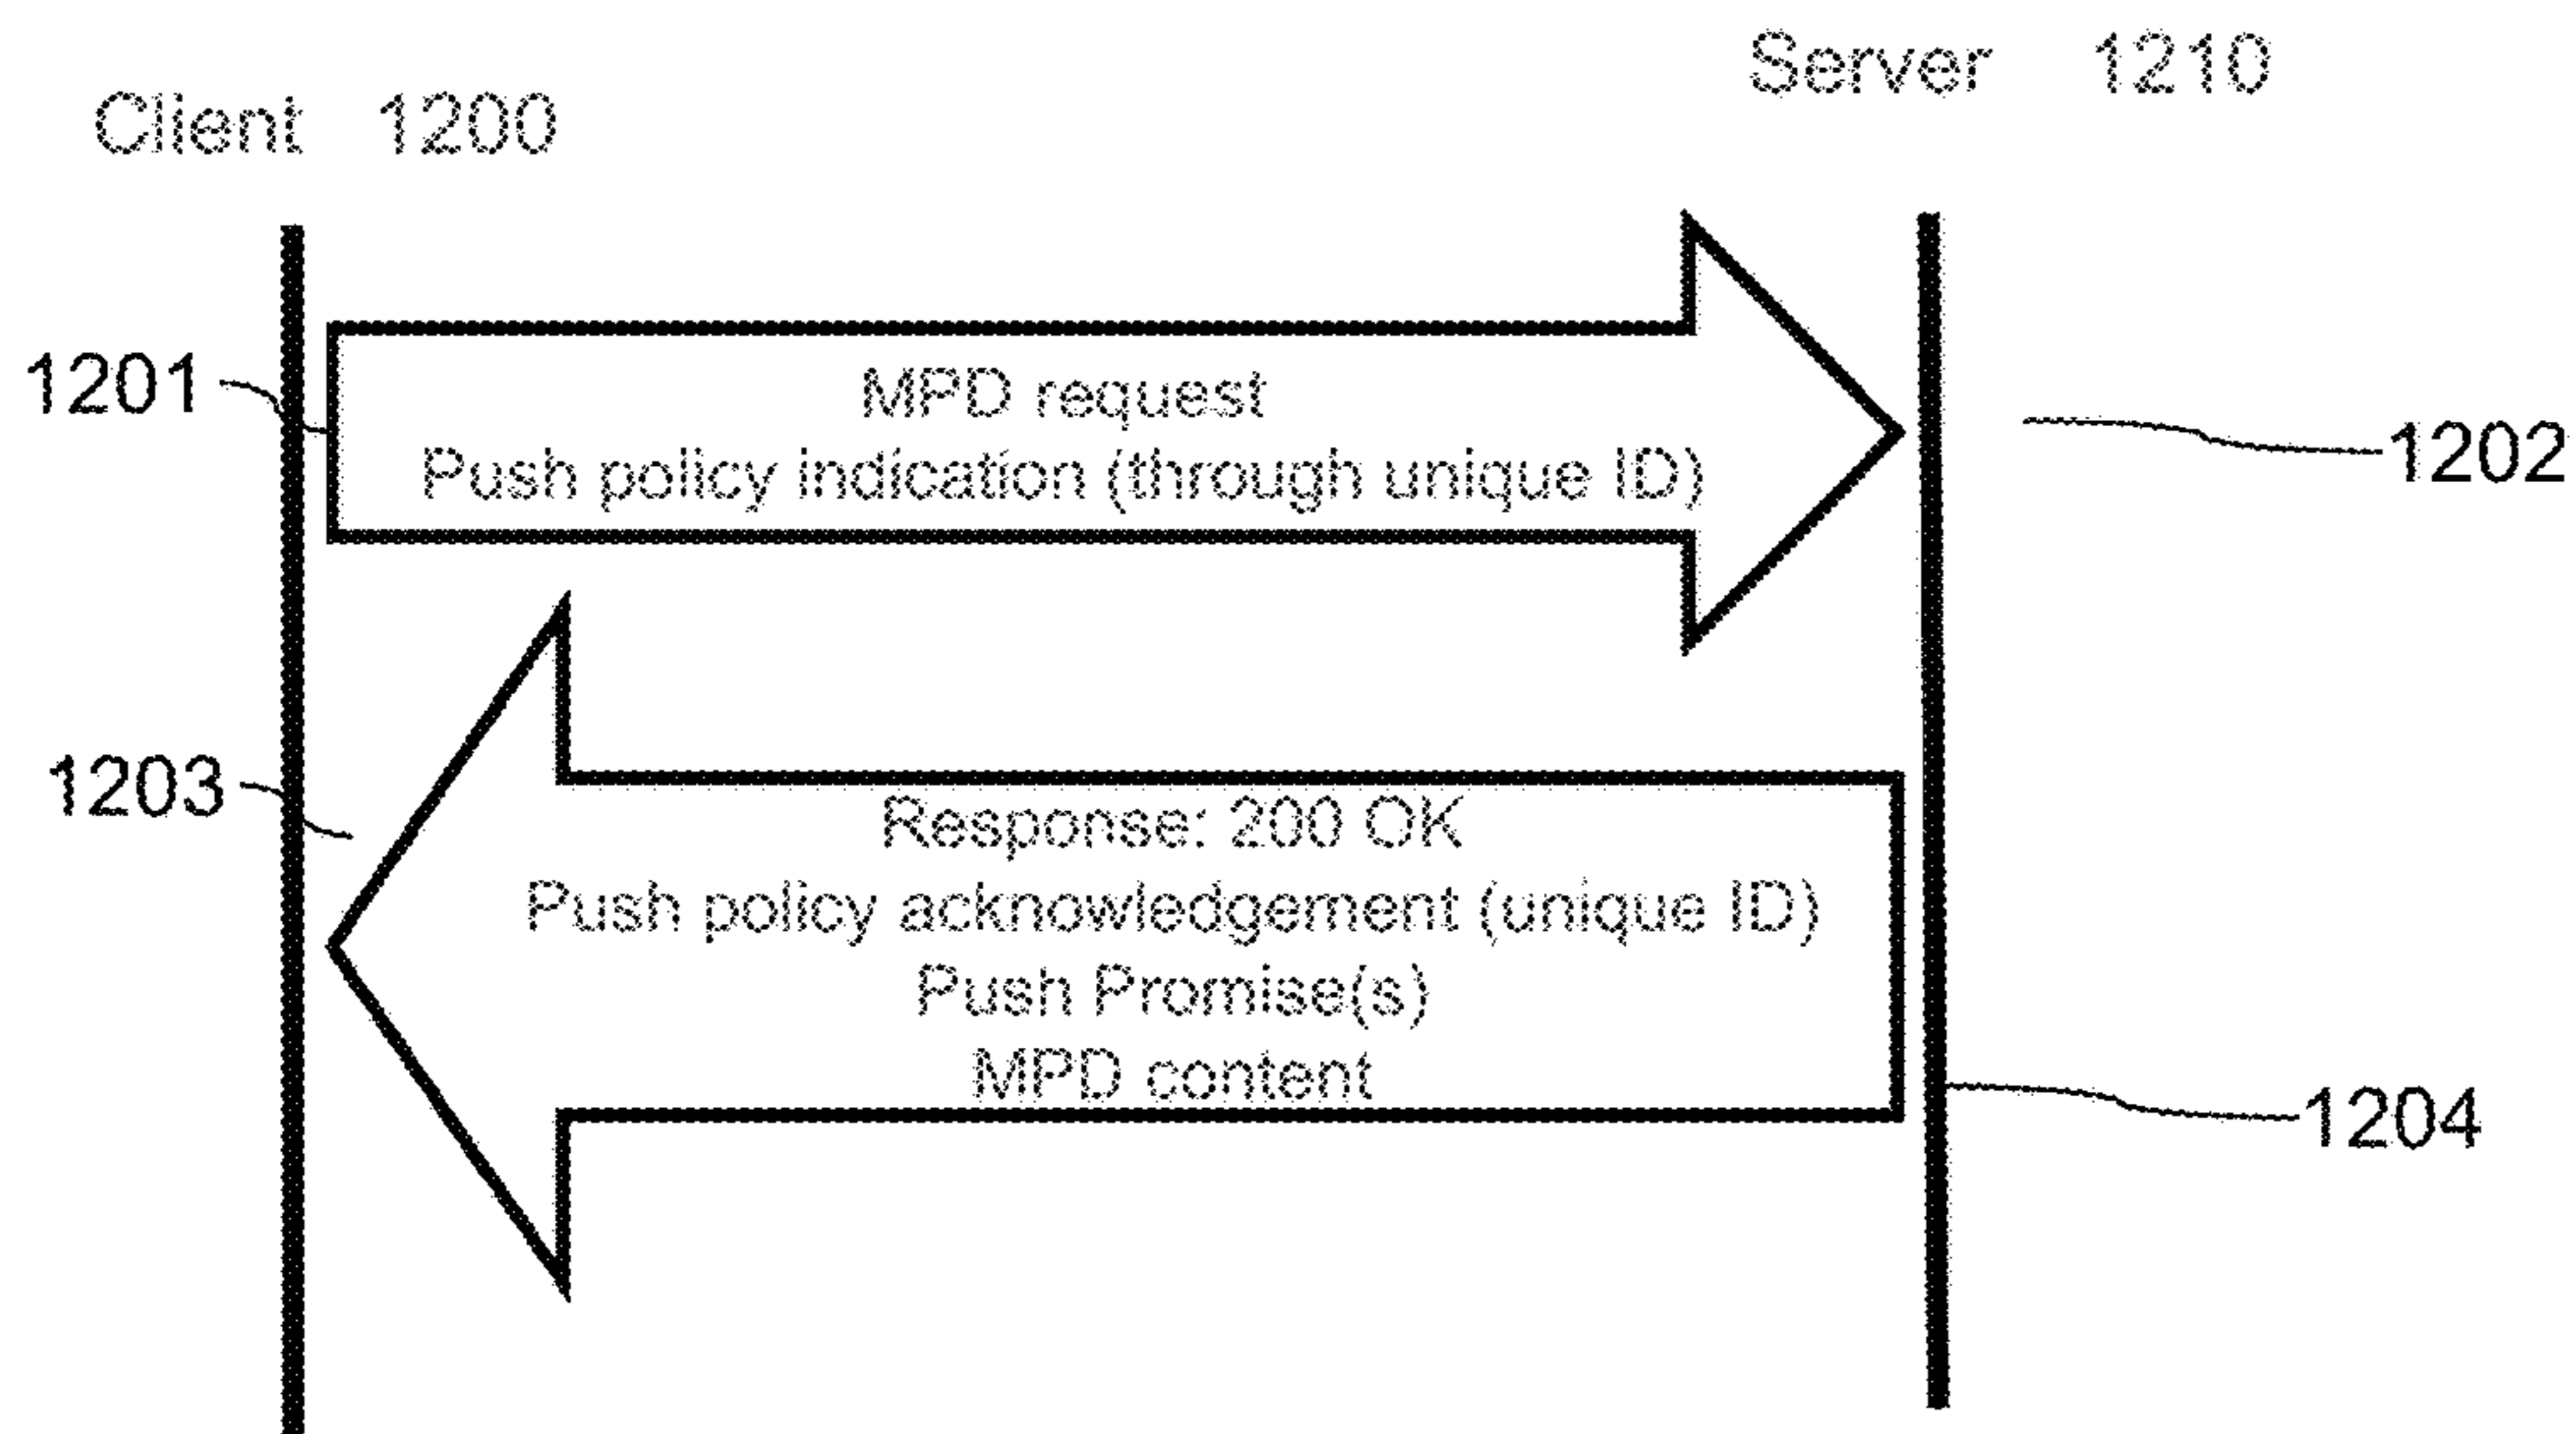 Client 1200
Server 1210
1201
MPD request
Push policy indication (through unique ID)
1202
1203
Response: 200 OK
Push policy acknowledgement (unique ID)
Push Promise(s)
MPD content
1204